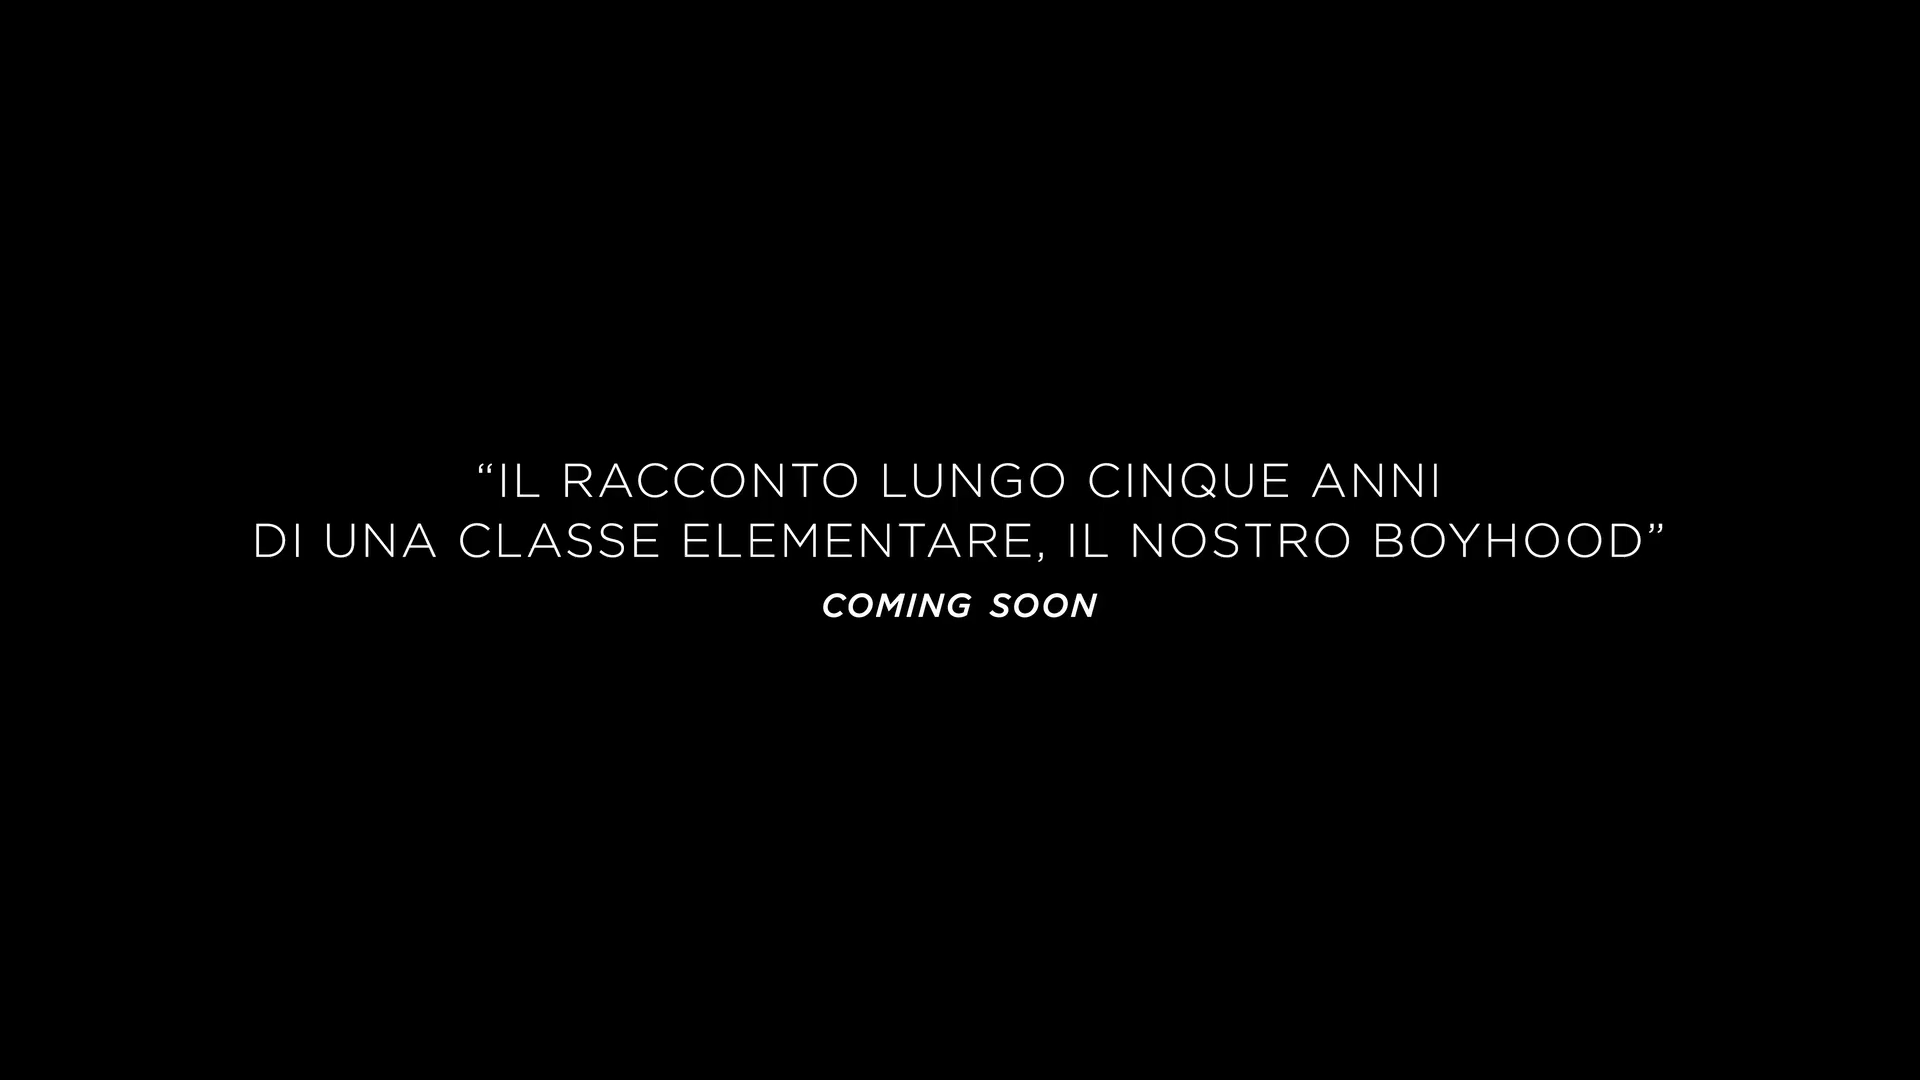 “IL RACCONTO LUNGO CINQUE ANNI
DI UNA CLASSE ELEMENTARE, IL NOSTRO BOYHOOD”
COMING SOON